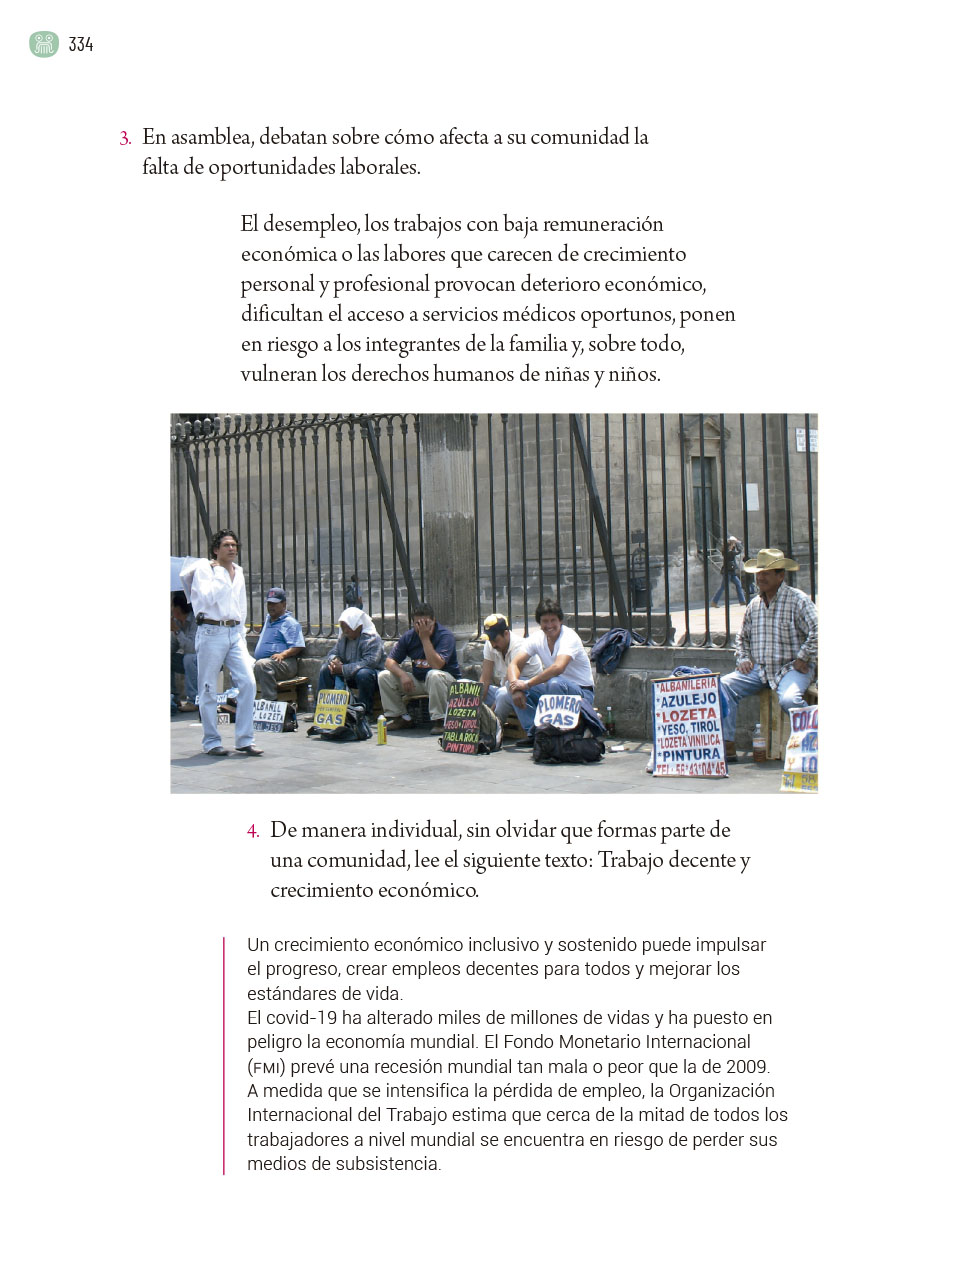 334
3. En asamblea, debatan sobre cómo afecta a su comunidad la
falta de oportunidades laborales.
El desempleo, los trabajos con baja remuneración
económica o las labores que carecen de crecimiento
personal y profesional provocan deterioro económico,
dificultan el acceso a servicios médicos oportunos, ponen
en riesgo a los integrantes de la familia y, sobre todo,
vulneran los derechos humanos de niñas y niños.
ALBAÑIL
Y. LOZETA
PLOMERO
GAS
ALBANIL
AZULEJO
LOZETA
YESO*TIROL
TABLA ROCA
PINTURA
PLOMERO
GAS
*ALBAÑILERIA
*AZULEJO
*LOZETA
*YESO, TIROL
*LOZETA VINILICA
*PINTURA
TEL: 56*43*04*45
COLO
Y LO
4. De manera individual, sin olvidar que formas parte de
una comunidad, lee el siguiente texto: Trabajo decente y
crecimiento económico.
Un crecimiento económico inclusivo y sostenido puede impulsar
el progreso, crear empleos decentes para todos y mejorar los
estándares de vida.
El covid-19 ha alterado miles de millones de vidas y ha puesto en
peligro la economía mundial. El Fondo Monetario Internacional
(FMI) prevé una recesión mundial tan mala o peor que la de 2009.
A medida que se intensifica la pérdida de empleo, la Organización
Internacional del Trabajo estima que cerca de la mitad de todos los
trabajadores a nivel mundial se encuentra en riesgo de perder sus
medios de subsistencia.